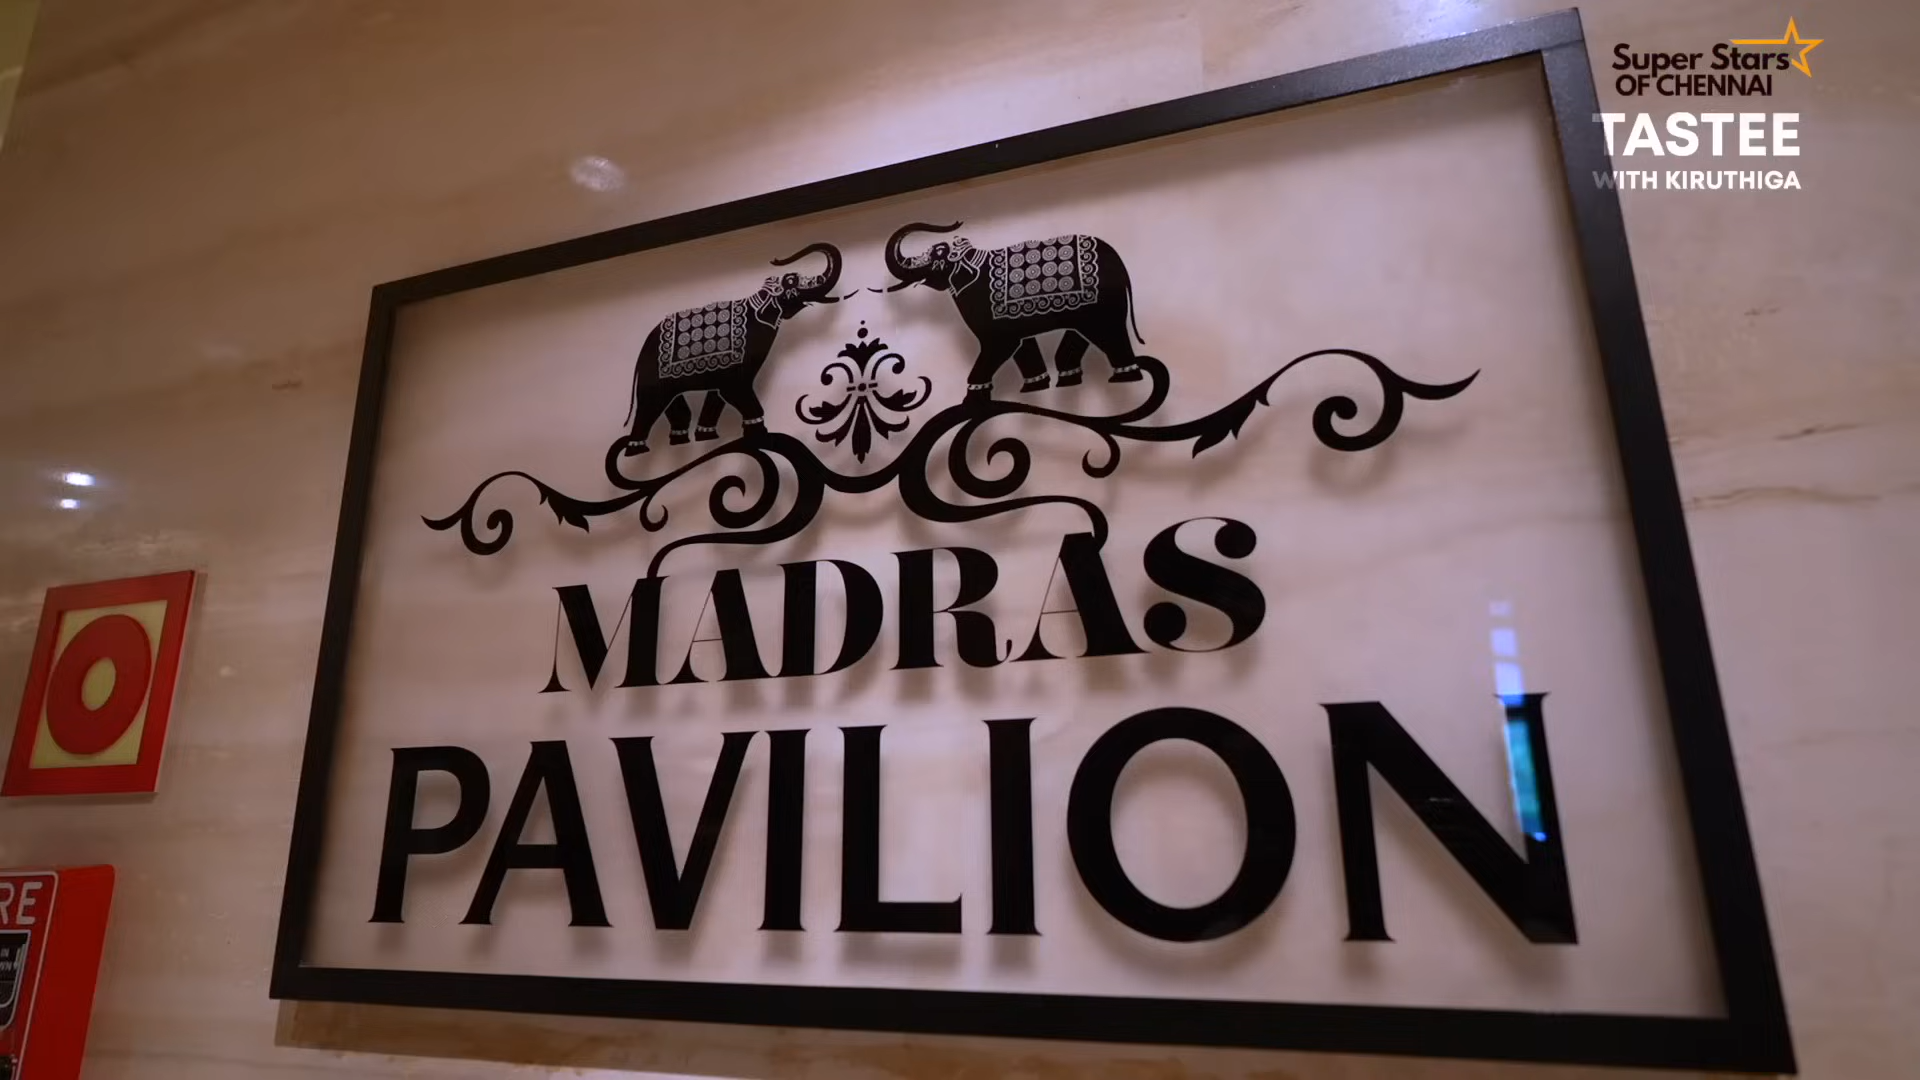 Super Stars
OF CHENNAI
TASTEE
WITH KIRUTHIGA
MADRAS
PAVILION
RE